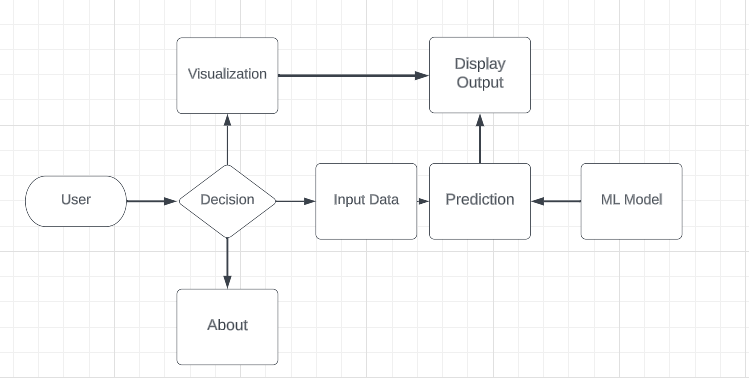 Visualization
Display
Output
User
Decision
Input Data
Prediction
ML Model
About